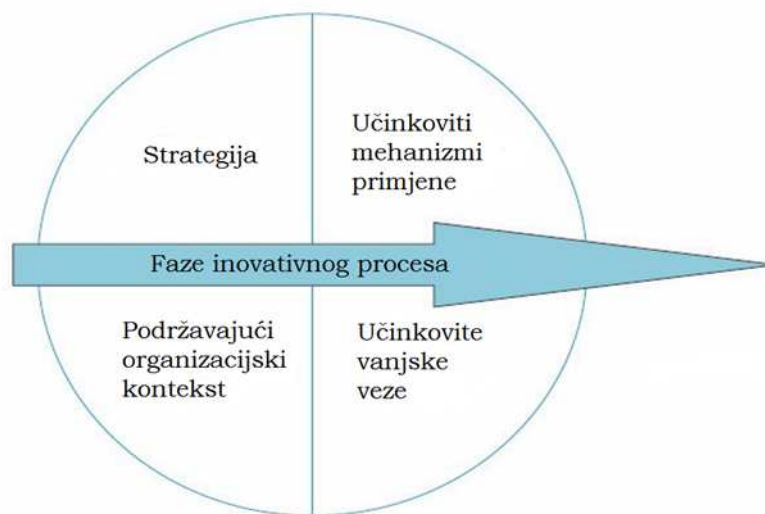 Strategija
Učinkoviti
mehanizmi
primjene
Faze inovativnog procesa
Podržavajući
organizacijski
kontekst
Učinkovite
vanjske
veze